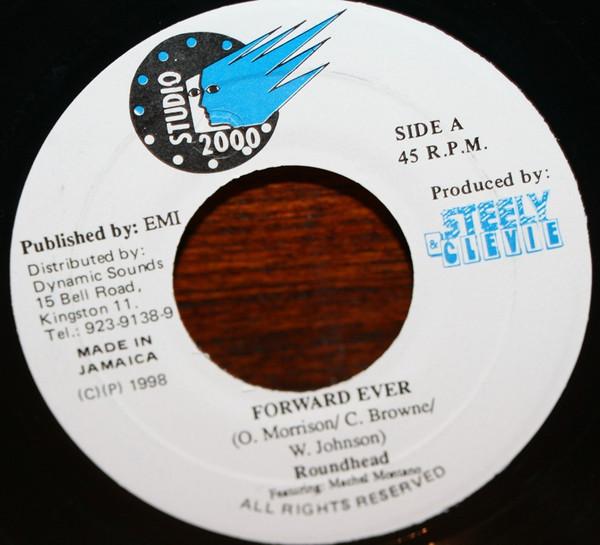 STUDIO
2000
SIDE A
45 R.P.M.
Produced by:
STEELY
& CLEVIE
Published by: EMI
Distributed by:
Dynamic Sounds
15 Bell Road,
Kingston 11.
Tel.: 923-9138-9
MADE IN
JAMAICA
(C)(P) 1998
FORWARD EVER
(O. Morrison/ C. Browne/
W. Johnson)
Roundhead
Featuring: Machel Montano
ALL RIGHTS RESERVED